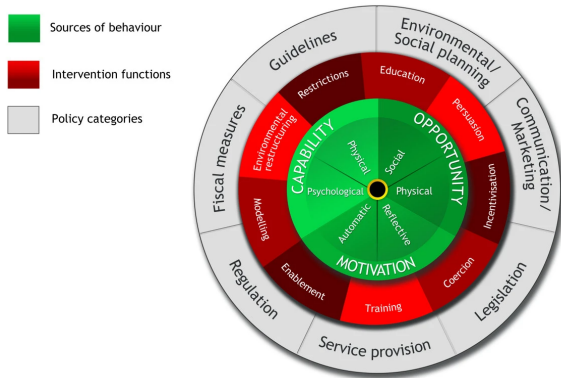 Sources of behaviour
Intervention functions
Policy categories
Guidelines
Environmental/
Social planning
Communication/
Marketing
Legislation
Service provision
Regulation
Fiscal measures
Restrictions
Education
Persuasion
Incentivisation
Coercion
Training
Enablement
Modelling
Environmental
restructuring
CAPABILITY
OPPORTUNITY
MOTIVATION
Physical
Social
Psychological
Physical
Automatic
Reflective